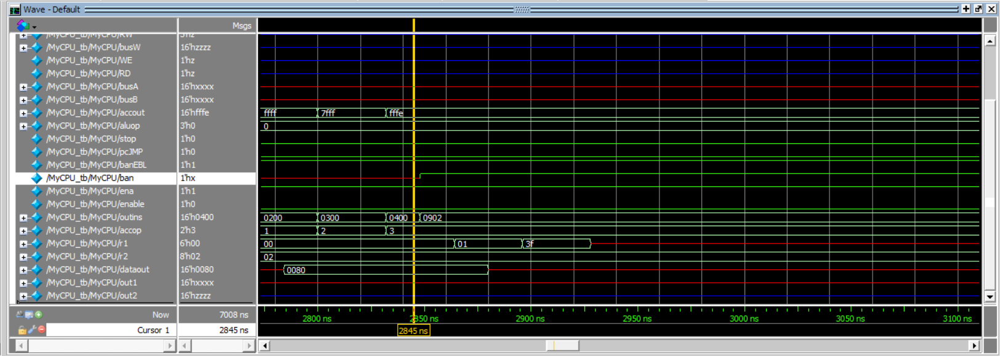 Wave - Default
Msgs
/MyCPU_tb/MyCPU/RW 3'hz
/MyCPU_tb/MyCPU/busW 16'hzzzz
/MyCPU_tb/MyCPU/WE 1'hz
/MyCPU_tb/MyCPU/RD 1'hz
/MyCPU_tb/MyCPU/busA 16'hxxxx
/MyCPU_tb/MyCPU/busB 16'hxxxx
/MyCPU_tb/MyCPU/accout 16'hfffe ffff 7fff fffe
/MyCPU_tb/MyCPU/aluop 3'h0 0
/MyCPU_tb/MyCPU/stop 1'h0
/MyCPU_tb/MyCPU/pcJMP 1'h0
/MyCPU_tb/MyCPU/banEBL 1'h1
/MyCPU_tb/MyCPU/ban 1'hx
/MyCPU_tb/MyCPU/ena 1'h1
/MyCPU_tb/MyCPU/enable 1'h0
/MyCPU_tb/MyCPU/outins 16'h0400 0200 0300 0400 0902
/MyCPU_tb/MyCPU/accop 2'h3 1 2 3
/MyCPU_tb/MyCPU/r1 6'h00 00 01 3f
/MyCPU_tb/MyCPU/r2 8'h02 02
/MyCPU_tb/MyCPU/dataout 16'h0080 0080
/MyCPU_tb/MyCPU/out1 16'hxxxx
/MyCPU_tb/MyCPU/out2 16'hzzzz
Now 7008 ns 2800 ns 2850 ns 2900 ns 2950 ns 3000 ns 3050 ns 3100 ns
Cursor 1 2845 ns 2845 ns